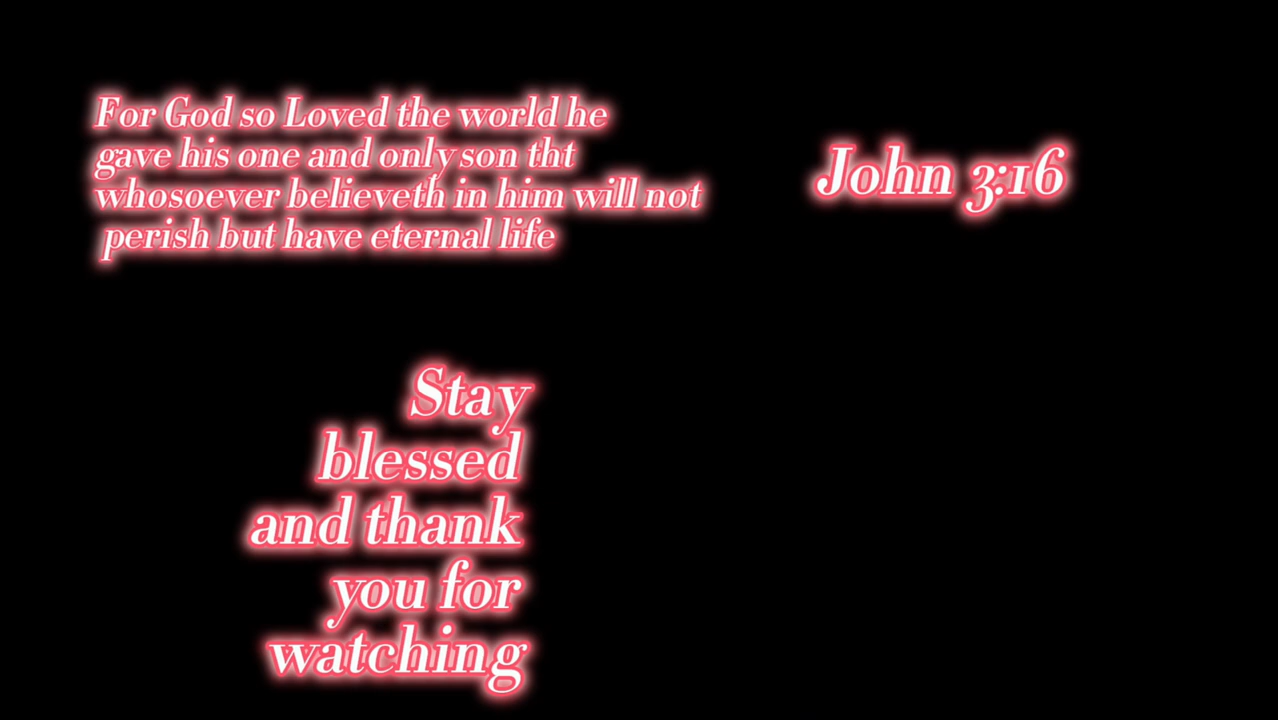 For God so Loved the world he
gave his one and only son tht
whosoever believeth in him will not
perish but have eternal life
John 3:16
Stay
blessed
and thank
you for
watching